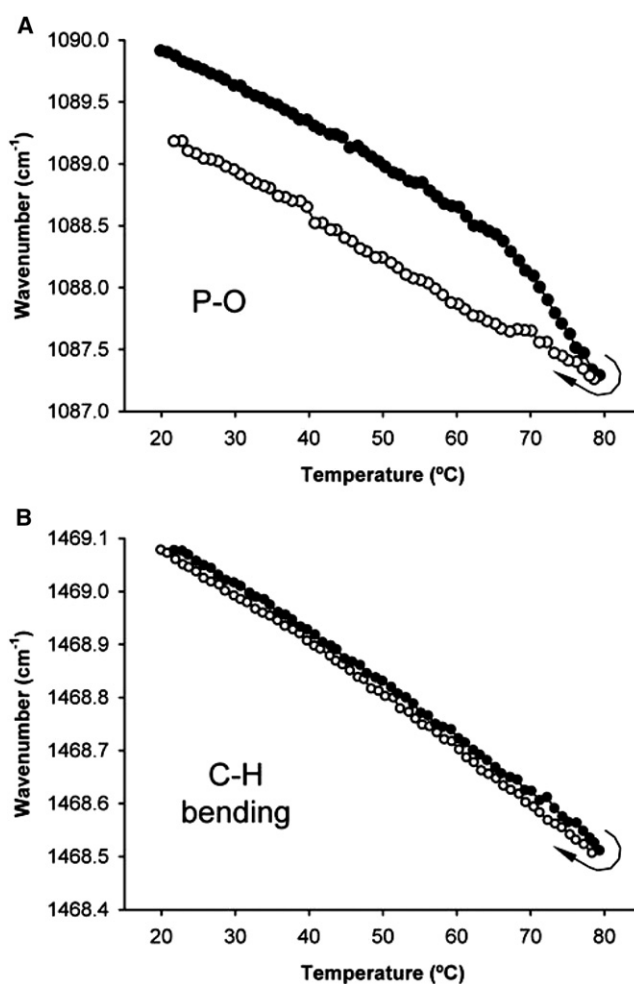 A
1090.0
1089.5
1089.0
1088.5
1088.0
1087.5
1087.0
Wavenumber (cm-1)
P-O
20 30 40 50 60 70 80
Temperature (ºC)
B
1469.1
1469.0
1468.9
1468.8
1468.7
1468.6
1468.5
1468.4
Wavenumber (cm-1)
C-H
bending
20 30 40 50 60 70 80
Temperature (ºC)